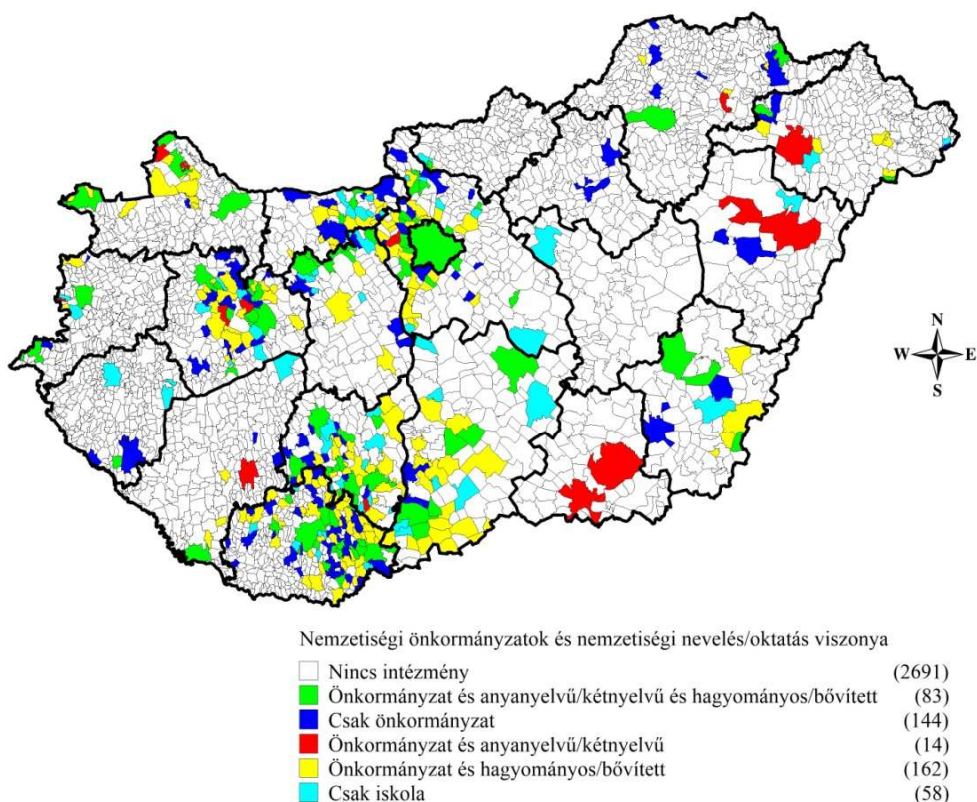 N
W E
S
Nemzetiségi önkormányzatok és nemzetiségi nevelés/oktatás viszonya
Nincs intézmény (2691)
Önkormányzat és anyanyelvű/kétnyelvű és hagyományos/bővített (83)
Csak önkormányzat (144)
Önkormányzat és anyanyelvű/kétnyelvű (14)
Önkormányzat és hagyományos/bővített (162)
Csak iskola (58)